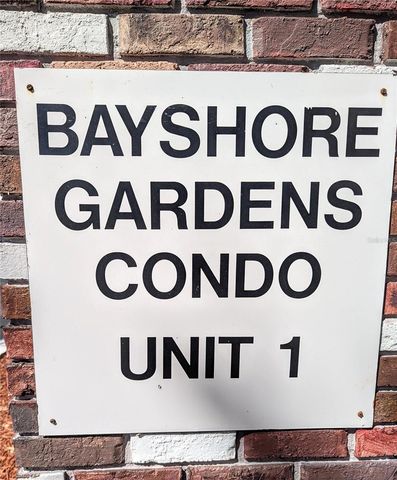 BAYSHORE
GARDENS
CONDO
UNIT 1